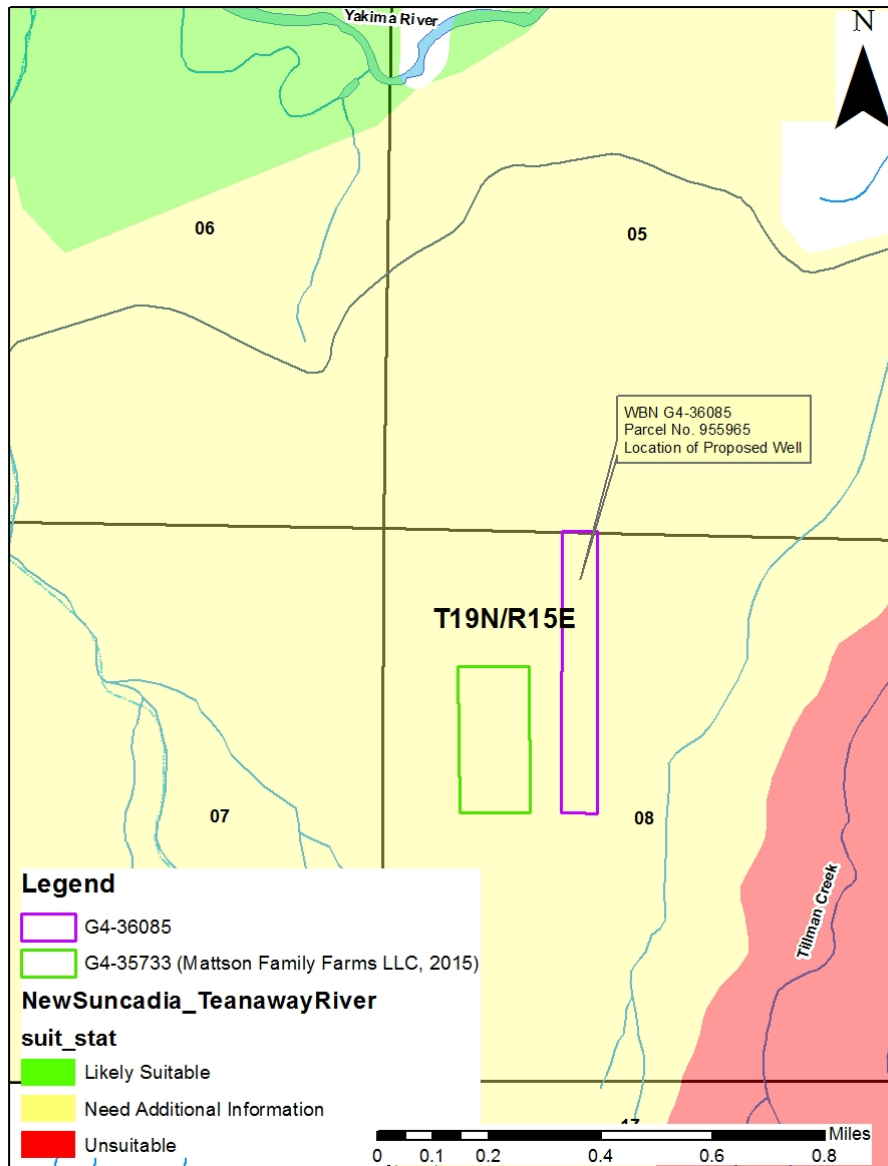 Yakima River
N
06
05
WBN G4-36085
Parcel No. 955965
Location of Proposed Well
T19N/R15E
07
08
Tillman Creek
Legend
G4-36085
G4-35733 (Mattson Family Farms LLC, 2015)
NewSuncadia_TeanawayRiver
suit_stat
Likely Suitable
Need Additional Information
Unsuitable
17
Miles
0 0.1 0.2 0.4 0.6 0.8